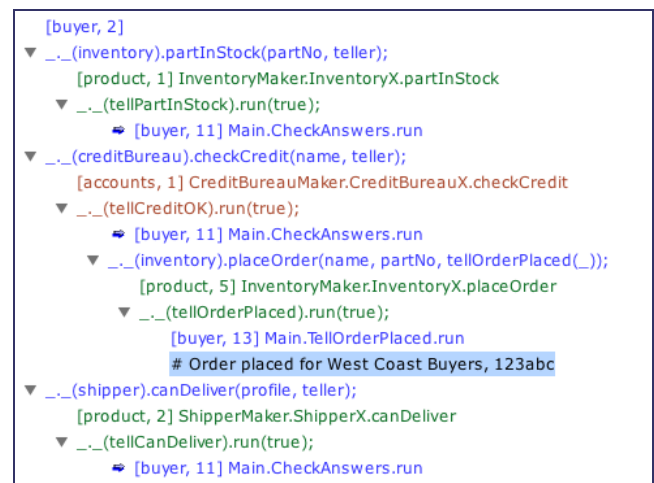 [buyer, 2]
▼ _._(inventory).partInStock(partNo, teller);
[product, 1] InventoryMaker.InventoryX.partInStock
▼ _._(tellPartInStock).run(true);
➡ [buyer, 11] Main.CheckAnswers.run
▼ _._(creditBureau).checkCredit(name, teller);
[accounts, 1] CreditBureauMaker.CreditBureauX.checkCredit
▼ _._(tellCreditOK).run(true);
➡ [buyer, 11] Main.CheckAnswers.run
▼ _._(inventory).placeOrder(name, partNo, tellOrderPlaced(_));
[product, 5] InventoryMaker.InventoryX.placeOrder
▼ _._(tellOrderPlaced).run(true);
[buyer, 13] Main.TellOrderPlaced.run
# Order placed for West Coast Buyers, 123abc
▼ _._(shipper).canDeliver(profile, teller);
[product, 2] ShipperMaker.ShipperX.canDeliver
▼ _._(tellCanDeliver).run(true);
➡ [buyer, 11] Main.CheckAnswers.run